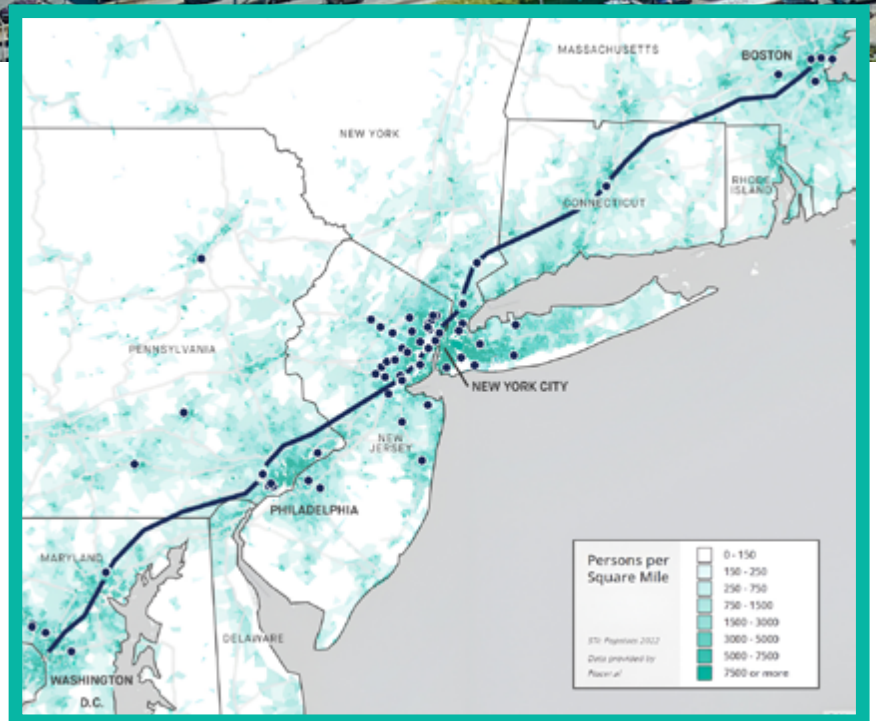 MASSACHUSETTS
BOSTON
NEW YORK
RHODE
ISLAND
CONNECTICUT
PENNSYLVANIA
NEW YORK CITY
NEW
JERSEY
PHILADELPHIA
MARYLAND
DELAWARE
WASHINGTON
D.C.
Persons per
Square Mile
2022
Data provided by
0 - 150
150 - 250
250 - 750
750 - 1500
1500 - 3000
3000 - 5000
5000 - 7500
7500 or more